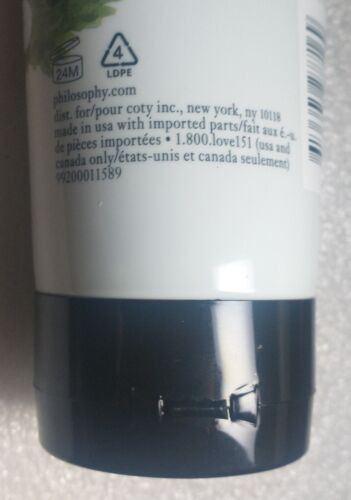 24M
4
LDPE
philosophy.com
dist. for/pour coty inc., new york, ny 10118
made in usa with imported parts/fait aux é.-u.
de pièces importées • 1.800.love151 (usa and
canada only/états-unis et canada seulement)
99200011589